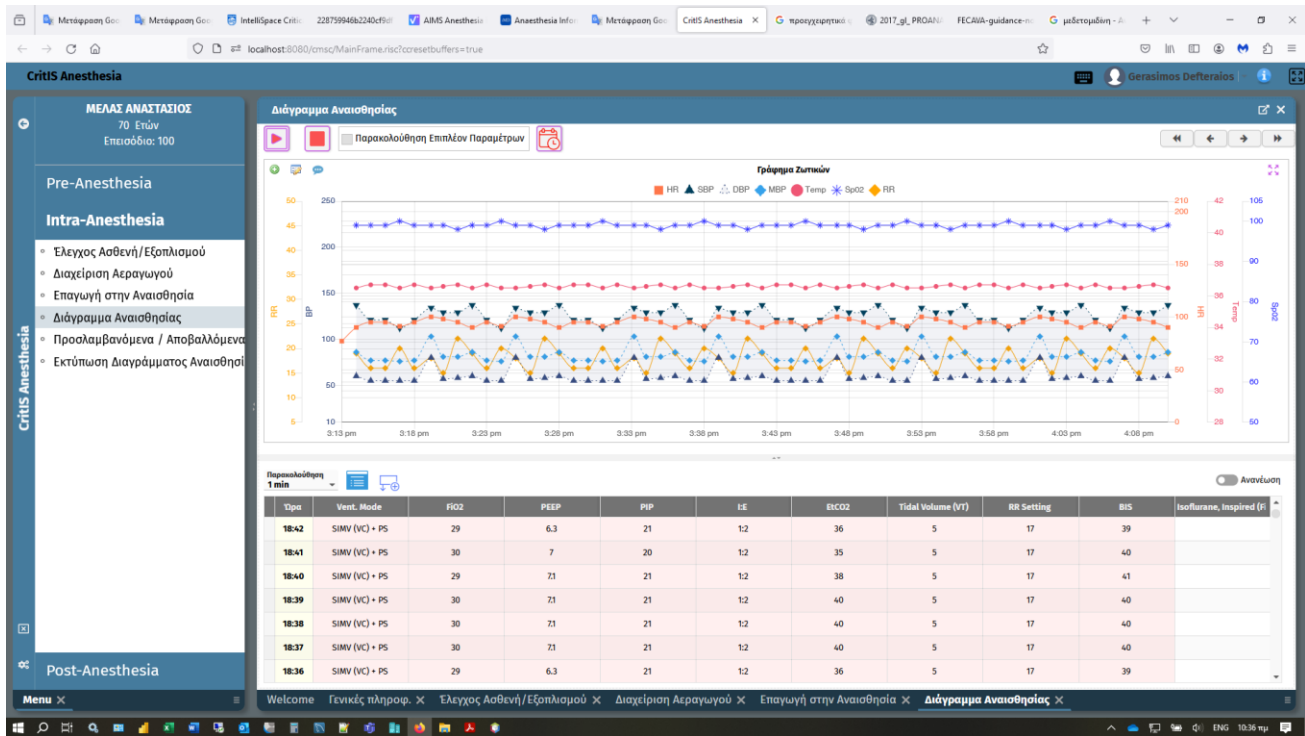 Μετάφραση Goo
Μετάφραση Goo
IntelliSpace Critic
228759946b2240cf9df
AIMS Anesthesia
Anaesthesia Infor
Μετάφραση Goo
CritIS Anesthesia
προεγχειρητικό
2017_gl_PROAN
FECAVA-guidance-
μεδετομιδίνη - A
localhost:8080/cmsc/MainFrame.risc?ccresetbuffers=true
CritIS Anesthesia
Gerasimos Defteraios
ΜΕΛΑΣ ΑΝΑΣΤΑΣΙΟΣ
70 Ετών
Επεισόδιο: 100
Pre-Anesthesia
Intra-Anesthesia
Έλεγχος Ασθενή/Εξοπλισμού
Διαχείριση Αεραγωγού
Επαγωγή στην Αναισθησία
Διάγραμμα Αναισθησίας
Προσλαμβανόμενα / Αποβαλλόμενα
Εκτύπωση Διαγράμματος Αναισθησί
CritIS Anesthesia
Post-Anesthesia
Menu
Διάγραμμα Αναισθησίας
Παρακολούθηση Επιπλέον Παραμέτρων
Γράφημα Ζωτικών
HR SBP DBP MBP Temp Sp02 RR
50 250 210 42 105
200 100
45
40 200 40
90
35 150 38
30 150 36 80
RR BP HR Temp Sp02
25 100 34
20 100 70
32
15 50 50 60
30
10
5 10 0 28 50
3:13 pm 3:18 pm 3:23 pm 3:28 pm 3:33 pm 3:38 pm 3:43 pm 3:48 pm 3:53 pm 3:58 pm 4:03 pm 4:08 pm
Παρακολούθηση
1 min
Ανανέωση
Ώρα Vent. Mode FiO2 PEEP PIP I:E EtCO2 Tidal Volume (VT) RR Setting BIS Isoflurane, Inspired (Fi
18:42 SIMV (VC) + PS 29 6.3 21 1:2 36 5 17 39
18:41 SIMV (VC) + PS 30 7 20 1:2 35 5 17 40
18:40 SIMV (VC) + PS 29 7.1 21 1:2 38 5 17 41
18:39 SIMV (VC) + PS 30 7.1 21 1:2 40 5 17 40
18:38 SIMV (VC) + PS 30 7.1 21 1:2 40 5 17 40
18:37 SIMV (VC) + PS 30 7.1 21 1:2 40 5 17 40
18:36 SIMV (VC) + PS 29 6.3 21 1:2 36 5 17 39
Welcome Γενικές πληροφ. Έλεγχος Ασθενή/Εξοπλισμού Διαχείριση Αεραγωγού Επαγωγή στην Αναισθησία Διάγραμμα Αναισθησίας
ENG 10:36 πμ